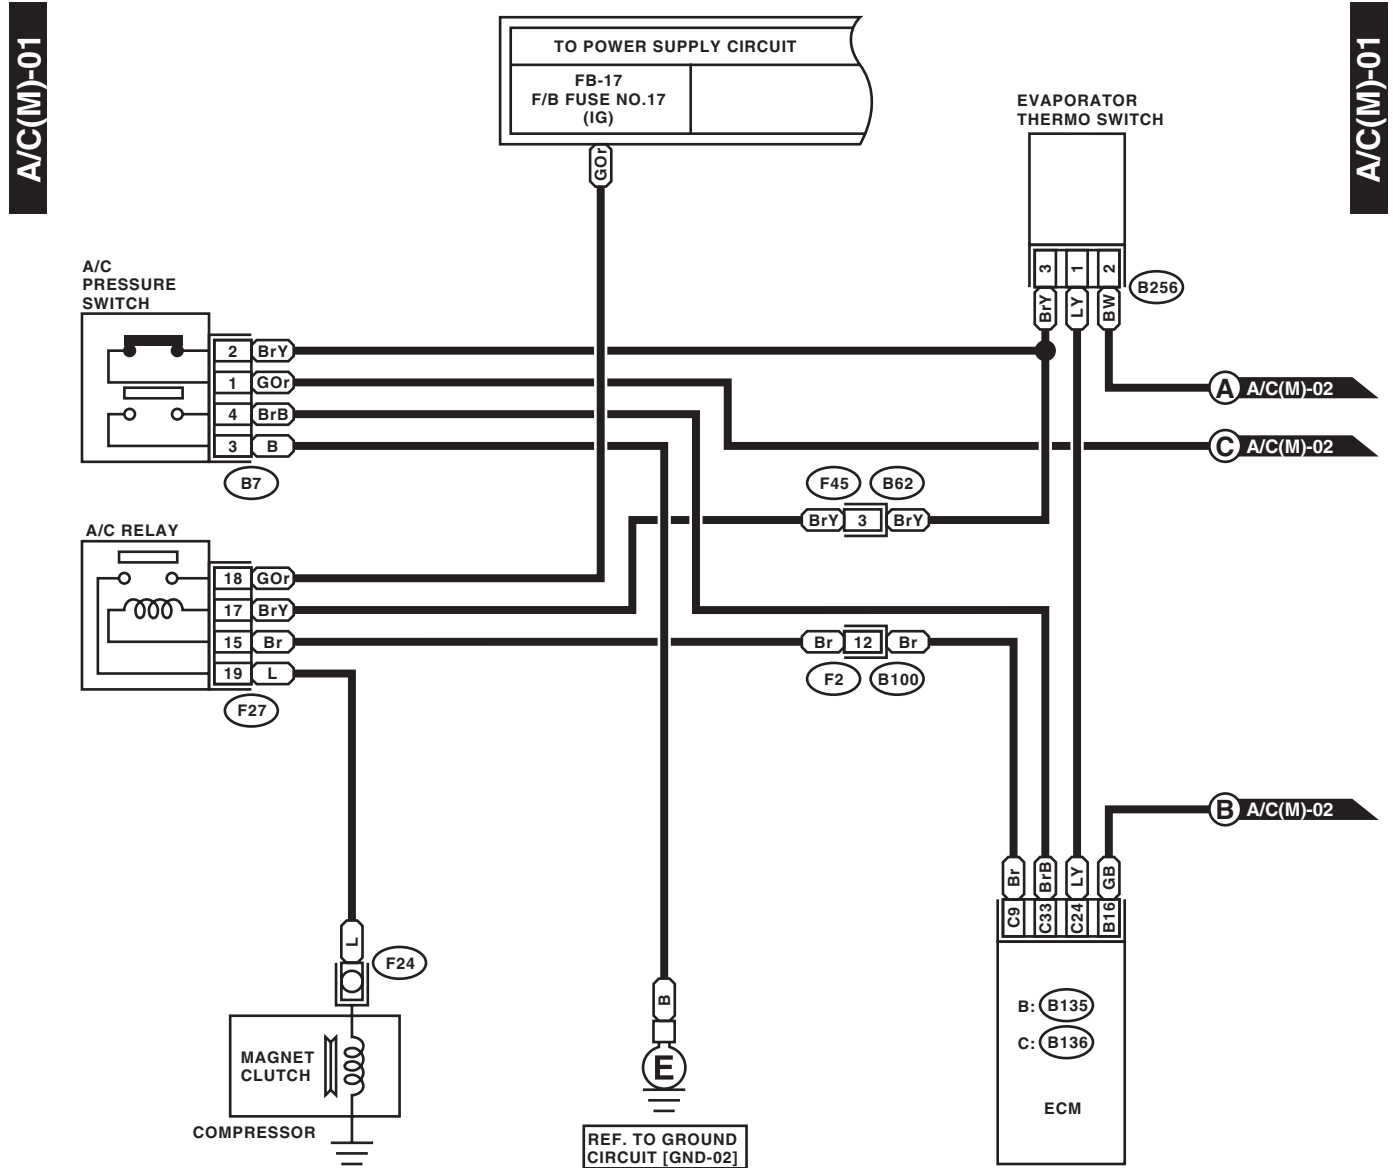 A/C(M)-01
A/C(M)-01
TO POWER SUPPLY CIRCUIT
FB-17
F/B FUSE NO.17
(IG)
GOr
EVAPORATOR
THERMO SWITCH
3
1
2
B256
BrY
LY
BW
A/C
PRESSURE
SWITCH
2
BrY
1
GOr
4
BrB
3
B
B7
A A/C(M)-02
C A/C(M)-02
F45
B62
BrY
3
BrY
A/C RELAY
18
GOr
17
BrY
15
Br
19
L
F27
Br
12
Br
F2
B100
B A/C(M)-02
Br
BrB
LY
GB
C9
C33
C24
B16
L
F24
B
E
B: B135
C: B136
ECM
MAGNET
CLUTCH
COMPRESSOR
REF. TO GROUND
CIRCUIT [GND-02]